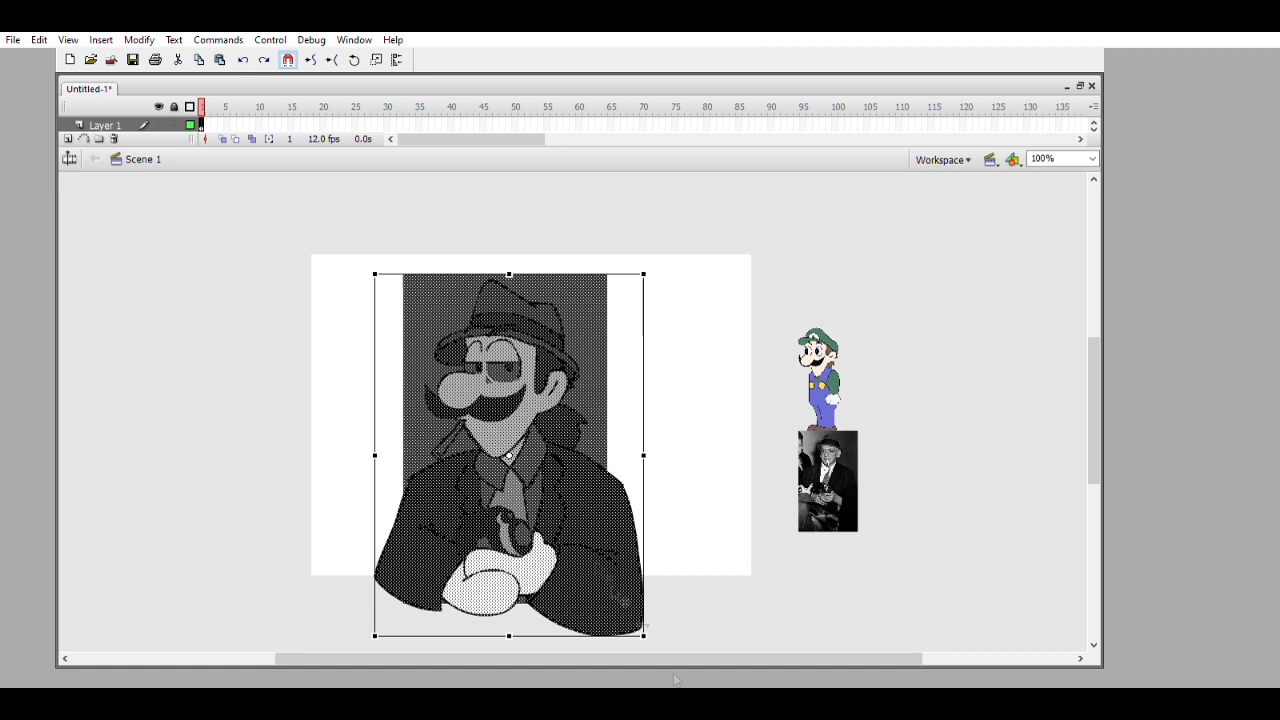 File Edit View Insert Modify Text Commands Control Debug Window Help
Untitled-1*
5 10 15 20 25 30 35 40 45 50 55 60 65 70 75 80 85 90 95 100 105 110 115 120 125 130 135
Layer 1
1 12.0 fps 0.0s
Scene 1 Workspace 100%